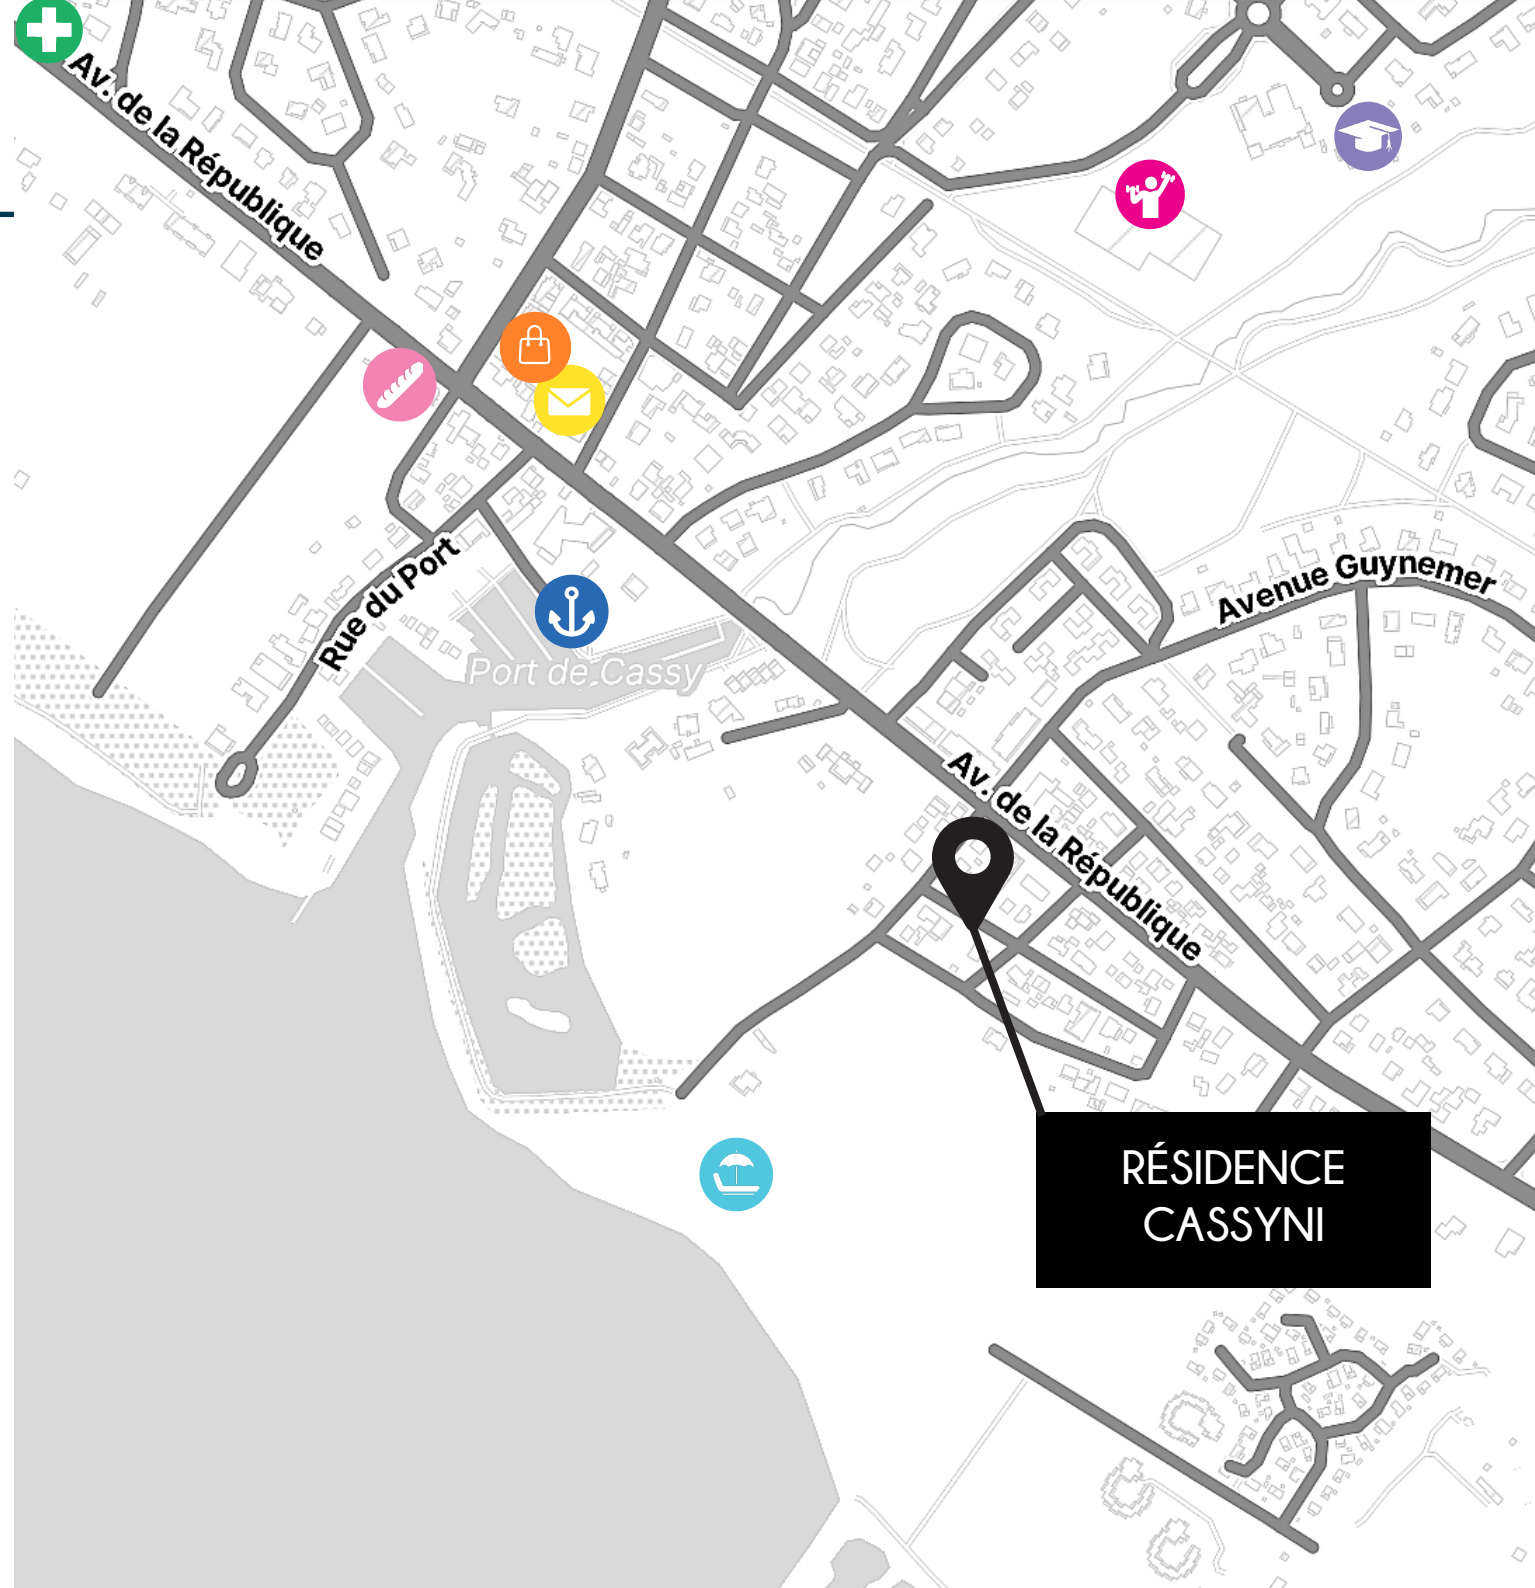 Av. de la République
Avenue Guynemer
Rue du Port
Port de Cassy
Av. de la République
RÉSIDENCE
CASSYNI